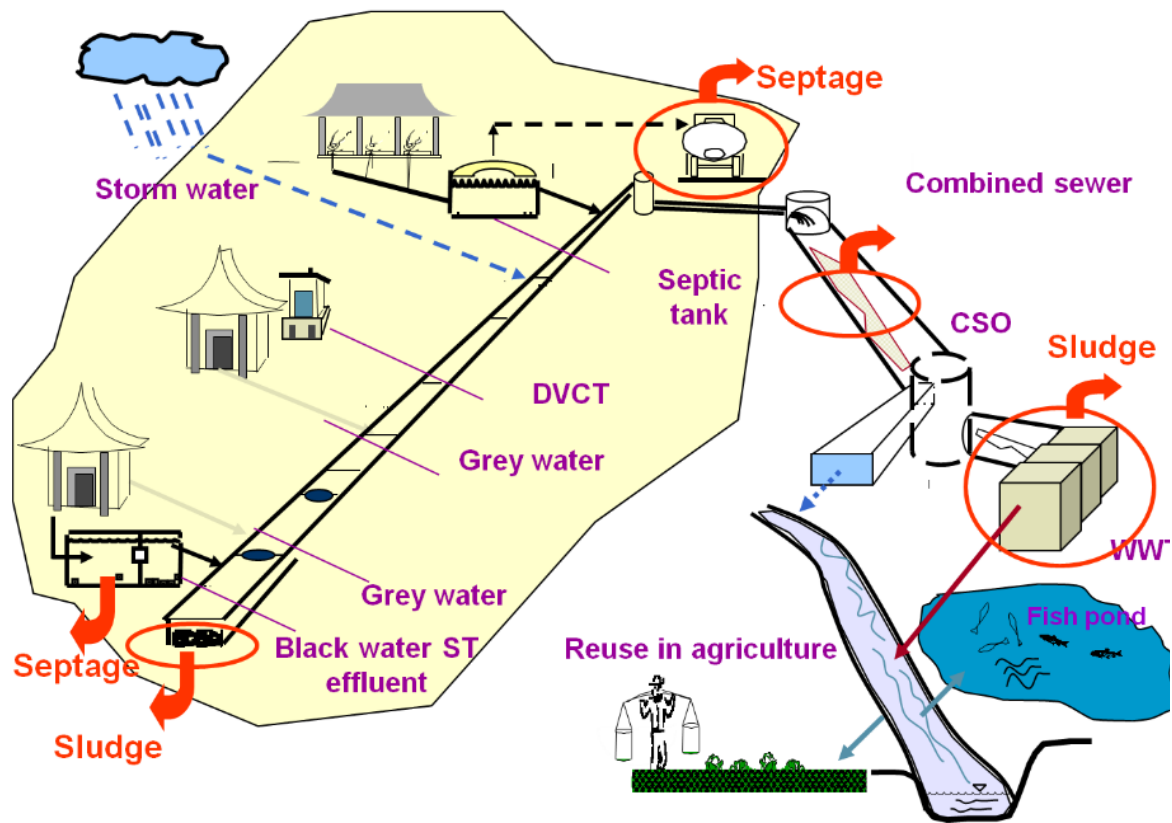 Septage
Storm water
Combined sewer
Septic
tank
CSO
Sludge
DVCT
Grey water
WWT
Grey water
Fish pond
Black water ST
effluent
Reuse in agriculture
Septage
Sludge